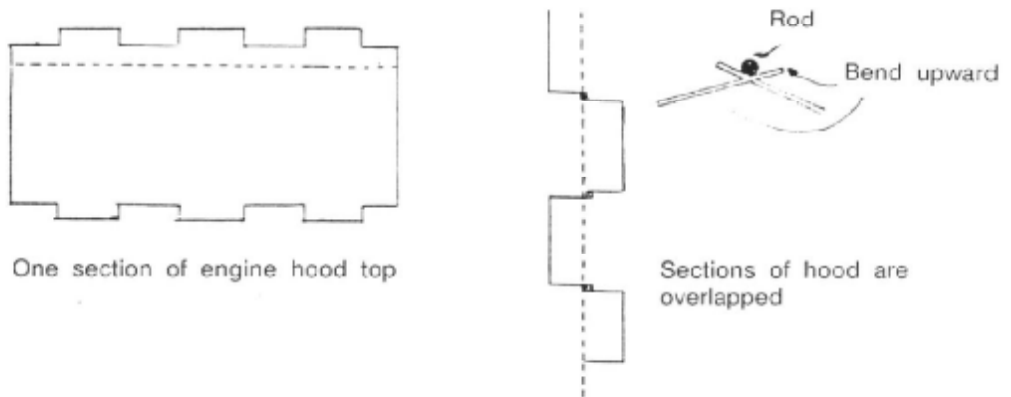 Rod
Bend upward
One section of engine hood top
Sections of hood are
overlapped